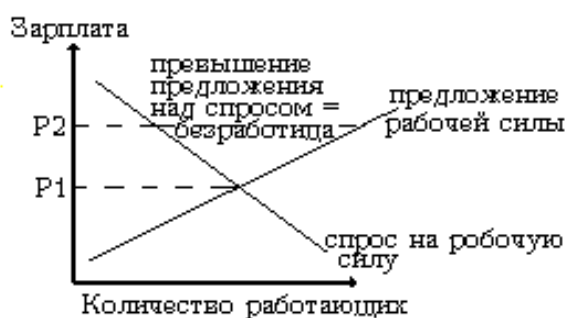 Зарплата
превышение
предложения
над спросом =
безработица
предложение
рабочей силы
P2
P1
спрос на робочую
силу
Количество работающих